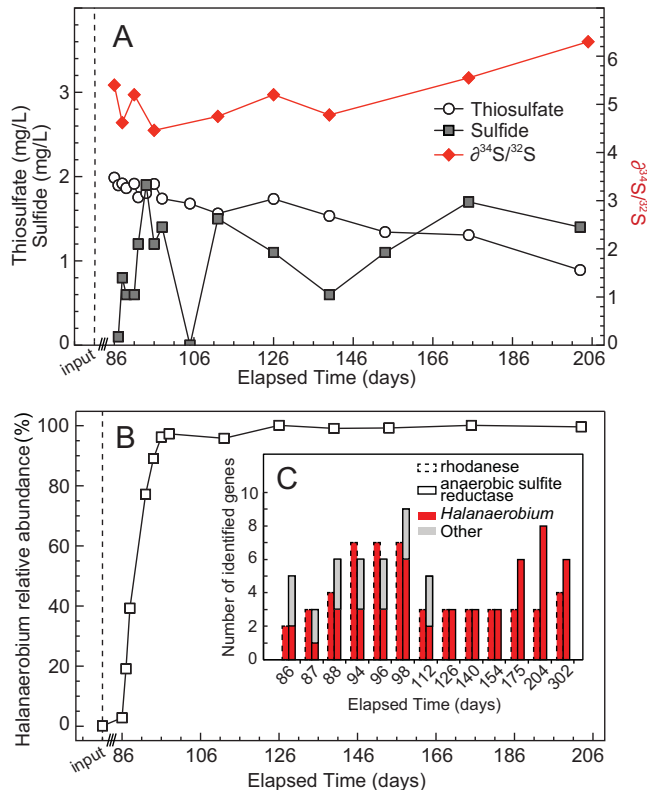 A
Thiosulfate (mg/L)
Sulfide (mg/L)
3
2
1
0
6
5
4
3
2
1
0
∂34S/32S
Thiosulfate
Sulfide
∂34S/32S
input
86 106 126 146 166 186 206
Elapsed Time (days)
B
Halanaerobium relative abundance (%)
100
80
60
40
20
0
input
86 106 126 146 166 186 206
Elapsed Time (days)
C
rhodanese
anaerobic sulfite
reductase
Halanaerobium
Other
Number of identified genes
10
8
6
4
2
0
86 87 88 94 96 98 112 126 140 154 175 204 302
Elapsed Time (days)